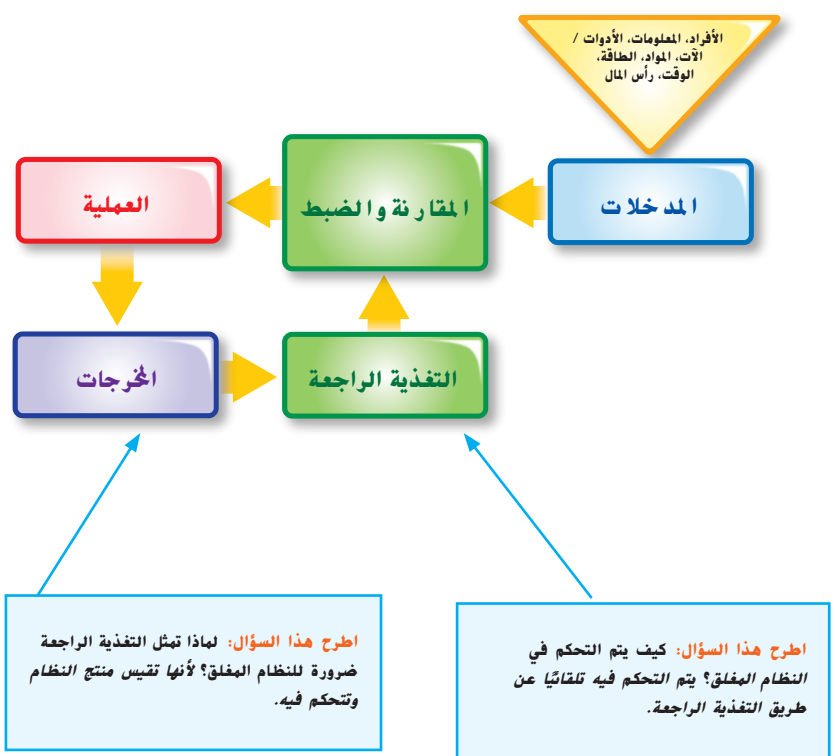 الأفراد، المعلومات، الأدوات /
الآت، المواد، الطاقة،
الوقت، رأس المال
المدخلات
المقارنة والضبط
العملية
المخرجات
التغذية الراجعة
اطرح هذا السؤال: كيف يتم التحكم في
النظام المغلق؟ يتم التحكم فيه تلقائيًا عن
طريق التغذية الراجعة.
اطرح هذا السؤال: لماذا تمثل التغذية الراجعة
ضرورة للنظام المغلق؟ لأنها تقيس منتج النظام
وتتحكم فيه.